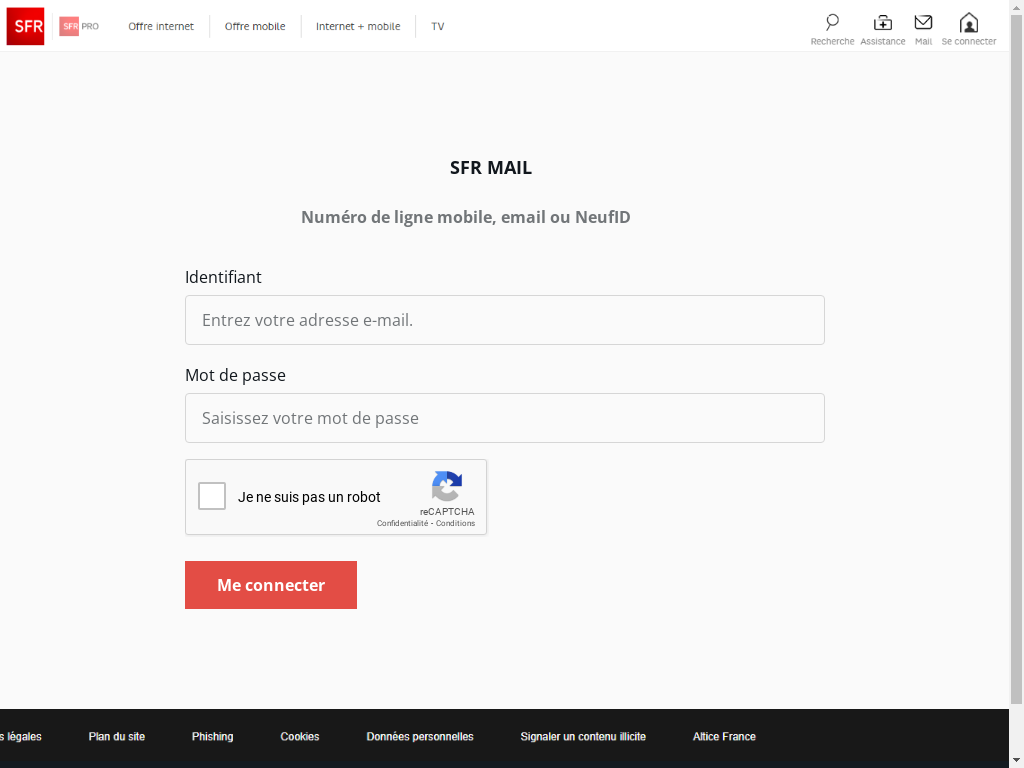 SFR SFR PRO Offre internet Offre mobile Internet + mobile TV Recherche Assistance Mail Se connecter
SFR MAIL
Numéro de ligne mobile, email ou NeufID
Identifiant
Entrez votre adresse e-mail.
Mot de passe
Saisissez votre mot de passe
Je ne suis pas un robot
reCAPTCHA
Confidentialité - Conditions
Me connecter
s légales Plan du site Phishing Cookies Données personnelles Signaler un contenu illicite Altice France